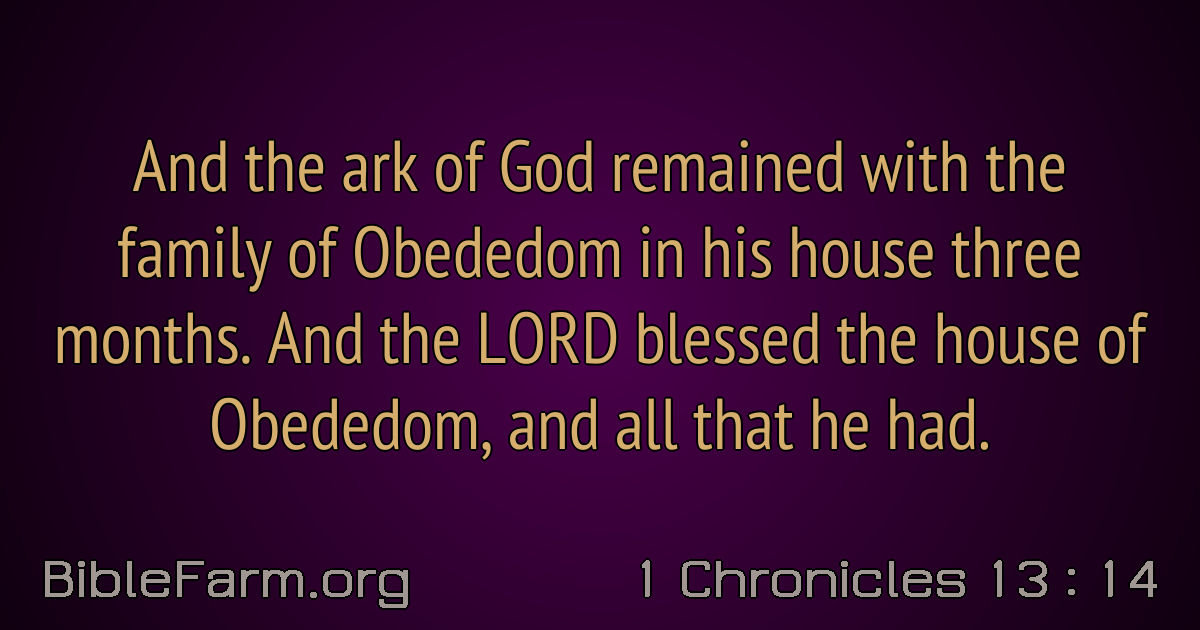 And the ark of God remained with the
family of Obededom in his house three
months. And the LORD blessed the house of
Obededom, and all that he had.
BibleFarm.org
1 Chronicles 13 : 14